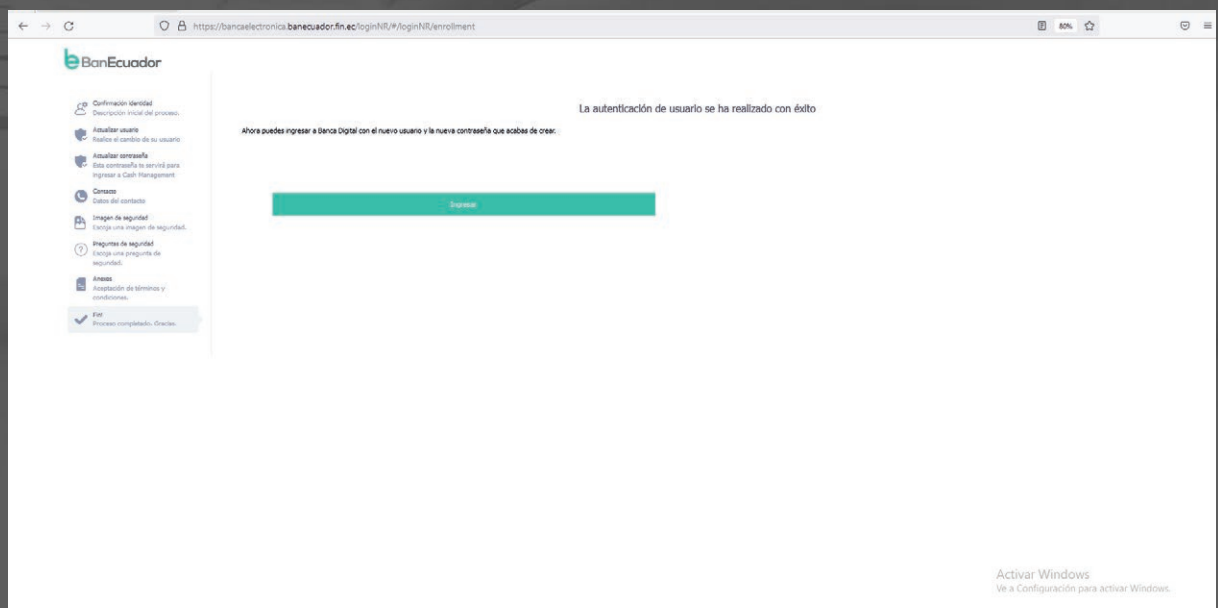 https://bancaelectronica.banecuador.fin.ec/loginNR/#/loginNR/enrollment
80%
BanEcuador
Confirmación identidad
Descripción inicial del proceso.
Actualizar usuario
Realice el cambio de su usuario
Actualizar contraseña
Esta contraseña te servirá para
ingresar a Cash Management
Contacto
Datos del contacto
Imagen de seguridad
Escoja una imagen de seguridad.
Preguntas de seguridad
Escoja una pregunta de
seguridad.
Anexos
Aceptación de términos y
condiciones.
Fin!
Proceso completado. Gracias.
La autenticación de usuario se ha realizado con éxito
Ahora puedes ingresar a Banca Digital con el nuevo usuario y la nueva contraseña que acabas de crear.
Ingresar
Activar Windows
Ve a Configuración para activar Windows.